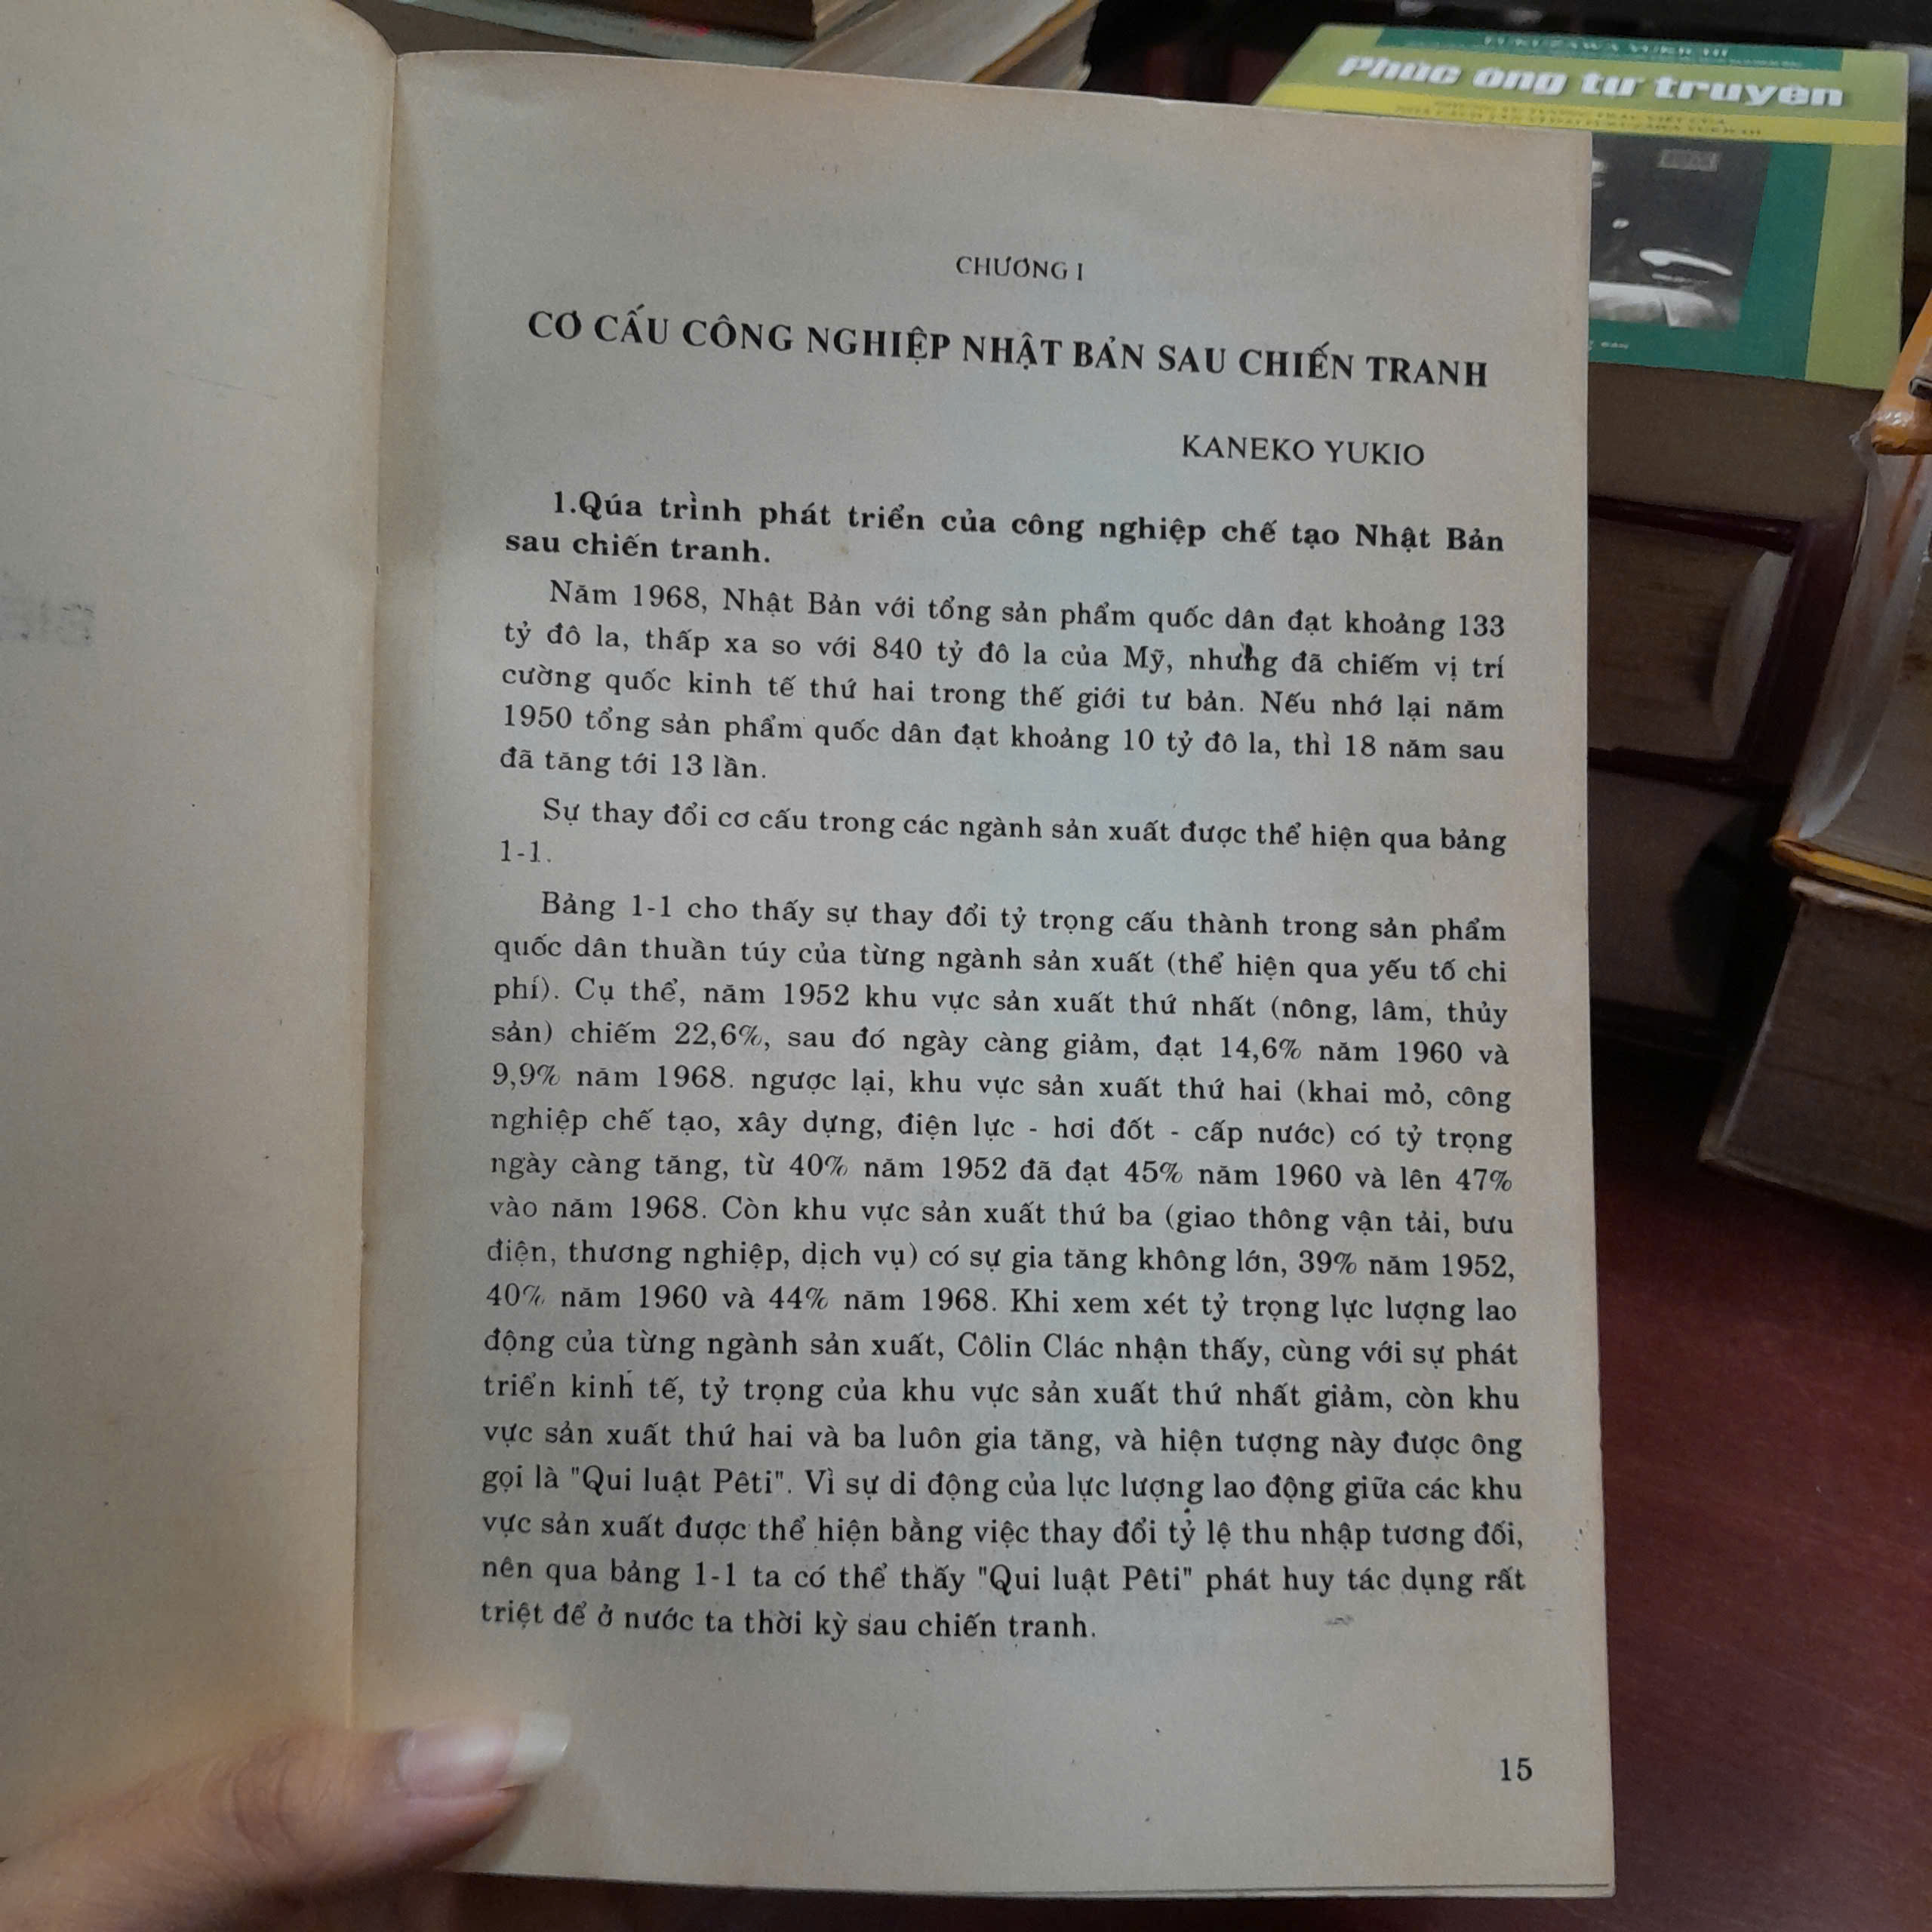 FUKUZAWA YUKICHI
Phúc ông tự truyện
CHƯƠNG I
CƠ CẤU CÔNG NGHIỆP NHẬT BẢN SAU CHIẾN TRANH
KANEKO YUKIO
1.Qúa trình phát triển của công nghiệp chế tạo Nhật Bản
sau chiến tranh.
Năm 1968, Nhật Bản với tổng sản phẩm quốc dân đạt khoảng 133
tỷ đô la, thấp xa so với 840 tỷ đô la của Mỹ, nhưng đã chiếm vị trí
cường quốc kinh tế thứ hai trong thế giới tư bản. Nếu nhớ lại năm
1950 tổng sản phẩm quốc dân đạt khoảng 10 tỷ đô la, thì 18 năm sau
đã tăng tới 13 lần.
Sự thay đổi cơ cấu trong các ngành sản xuất được thể hiện qua bảng
1-1.
Bảng 1-1 cho thấy sự thay đổi tỷ trọng cấu thành trong sản phẩm
quốc dân thuần túy của từng ngành sản xuất (thể hiện qua yếu tố chi
phí). Cụ thể, năm 1952 khu vực sản xuất thứ nhất (nông, lâm, thủy
sản) chiếm 22,6%, sau đó ngày càng giảm, đạt 14,6% năm 1960 và
9,9% năm 1968. ngược lại, khu vực sản xuất thứ hai (khai mỏ, công
nghiệp chế tạo, xây dựng, điện lực - hơi đốt - cấp nước) có tỷ trọng
ngày càng tăng, từ 40% năm 1952 đã đạt 45% năm 1960 và lên 47%
vào năm 1968. Còn khu vực sản xuất thứ ba (giao thông vận tải, bưu
điện, thương nghiệp, dịch vụ) có sự gia tăng không lớn, 39% năm 1952,
40% năm 1960 và 44% năm 1968. Khi xem xét tỷ trọng lực lượng lao
động của từng ngành sản xuất, Côlin Clác nhận thấy, cùng với sự phát
triển kinh tế, tỷ trọng của khu vực sản xuất thứ nhất giảm, còn khu
vực sản xuất thứ hai và ba luôn gia tăng, và hiện tượng này được ông
gọi là "Qui luật Pêti". Vì sự di động của lực lượng lao động giữa các khu
vực sản xuất được thể hiện bằng việc thay đổi tỷ lệ thu nhập tương đối,
nên qua bảng 1-1 ta có thể thấy "Qui luật Pêti" phát huy tác dụng rất
triệt để ở nước ta thời kỳ sau chiến tranh.
15